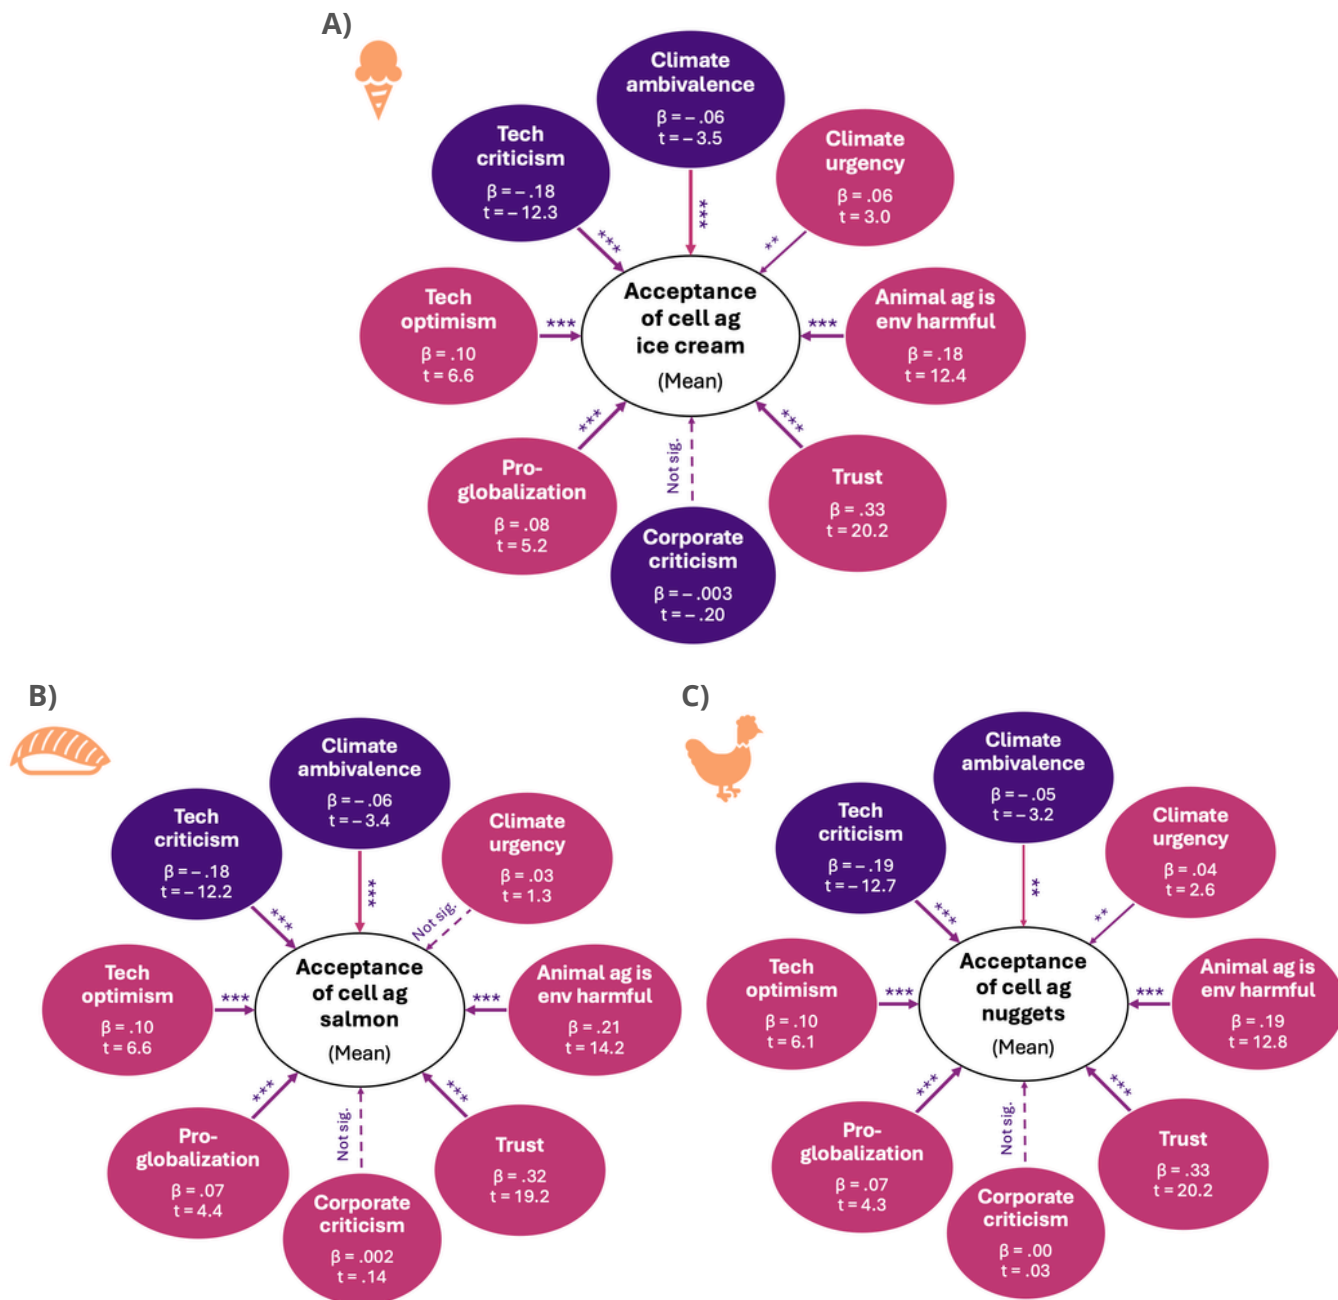 A)
Climate
ambivalence
β = – .06
t = – 3.5
Tech
criticism
β = – .18
t = – 12.3
Climate
urgency
β = .06
t = 3.0
***
***
**
Tech
optimism
β = .10
t = 6.6
***
Acceptance
of cell ag
ice cream
(Mean)
***
Animal ag is
env harmful
β = .18
t = 12.4
***
Not sig.
***
Pro-
globalization
β = .08
t = 5.2
Corporate
criticism
β = – .003
t = – .20
Trust
β = .33
t = 20.2
B)
Climate
ambivalence
β = – .06
t = – 3.4
Tech
criticism
β = – .18
t = – 12.2
Climate
urgency
β = .03
t = 1.3
***
***
Not sig.
Tech
optimism
β = .10
t = 6.6
***
Acceptance
of cell ag
salmon
(Mean)
***
Animal ag is
env harmful
β = .21
t = 14.2
***
Not sig.
***
Pro-
globalization
β = .07
t = 4.4
Corporate
criticism
β = .002
t = .14
Trust
β = .32
t = 19.2
C)
Climate
ambivalence
β = – .05
t = – 3.2
Tech
criticism
β = – .19
t = – 12.7
Climate
urgency
β = .04
t = 2.6
***
**
**
Tech
optimism
β = .10
t = 6.1
***
Acceptance
of cell ag
nuggets
(Mean)
***
Animal ag is
env harmful
β = .19
t = 12.8
***
Not sig.
***
Pro-
globalization
β = .07
t = 4.3
Corporate
criticism
β = .00
t = .03
Trust
β = .33
t = 20.2